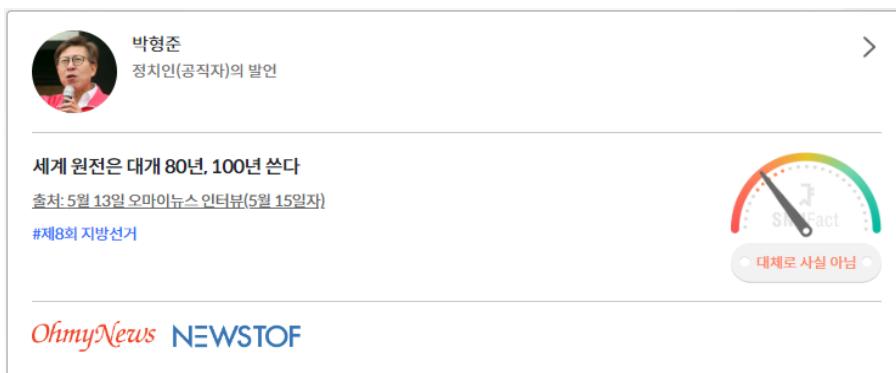 박형준
정치인(공직자)의 발언
세계 원전은 대개 80년, 100년 쓴다
출처: 5월 13일 오마이뉴스 인터뷰(5월 15일자)
#제8회 지방선거
SNUFact
대체로 사실 아님
OhmyNews NEWSTOF